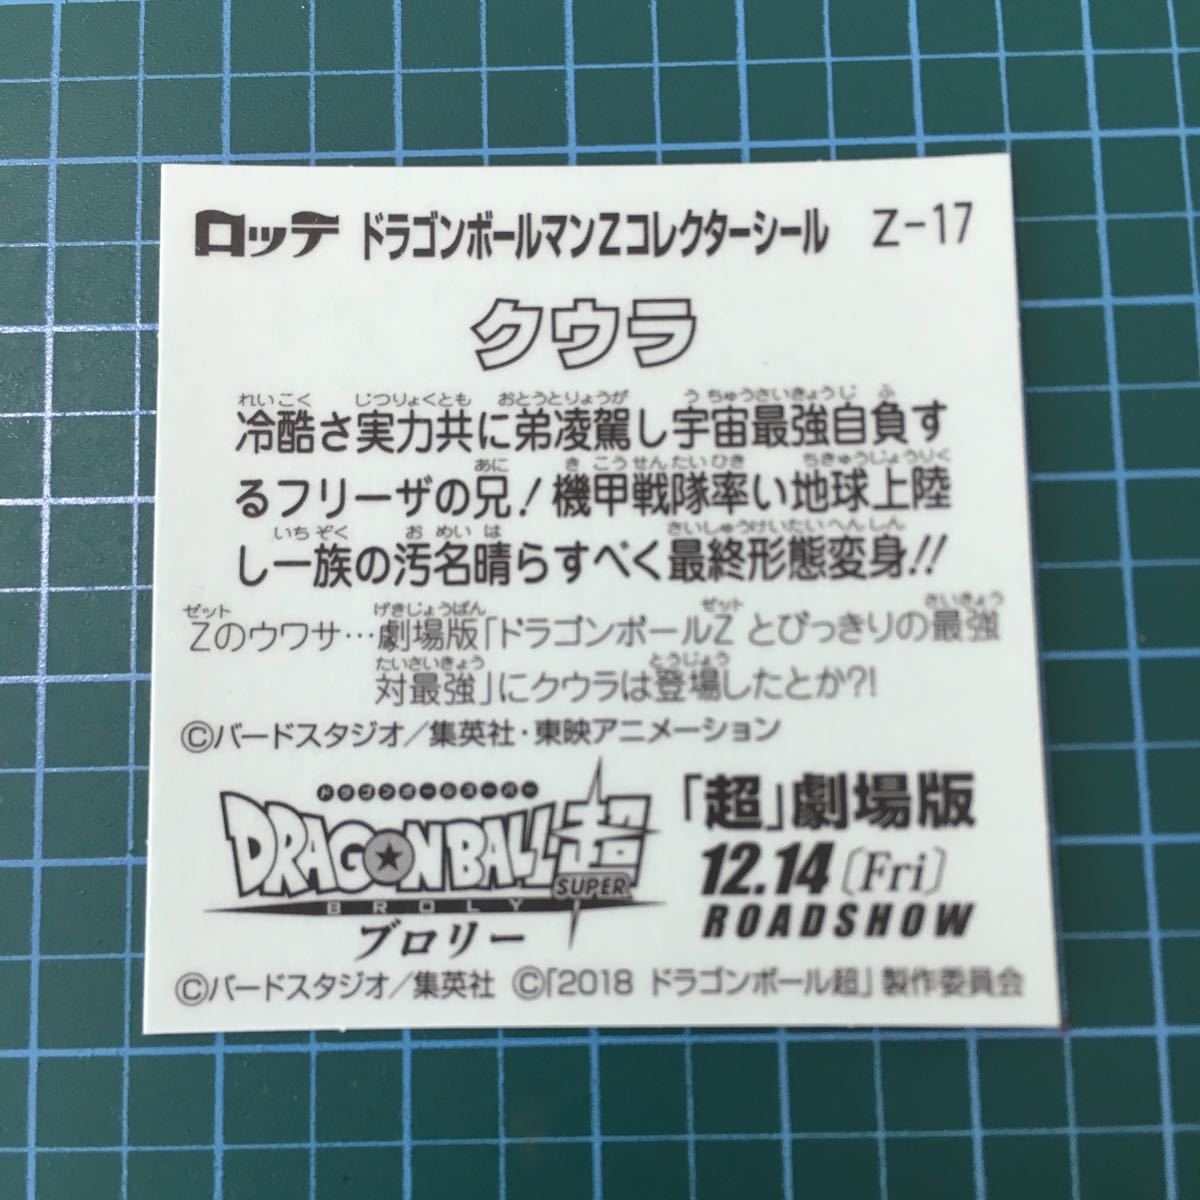 ロッテ ドラゴンボールマンZコレクターシール Z-17
クウラ
れいこく じつりょくとも おとうとりょうが うちゅうさいきょうじふ
冷酷さ実力共に弟凌駕し宇宙最強自負す
あに きこうせんたいひき ちきゅうじょうりく
るフリーザの兄!機甲戦隊率い地球上陸
いちぞく おめいは さいしゅうけいたいへんしん
し一族の汚名晴らすべく最終形態変身!!
ゼット げきじょうばん ゼット さいきょう
Zのウワサ…劇場版「ドラゴンボールZ とびっきりの最強
たいさいきょう とうじょう
対最強」にクウラは登場したとか?!
©バードスタジオ/集英社・東映アニメーション
ドラゴンボールスーパー
DRAGONBALL超
SUPER
BROLY
ブロリー
「超」劇場版
12.14(Fri)
ROADSHOW
©バードスタジオ/集英社 ©「2018 ドラゴンボール超」製作委員会